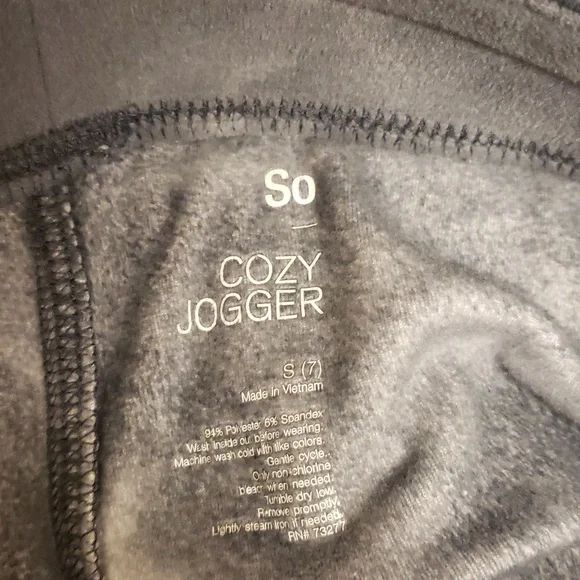 So
COZY
JOGGER
S (7)
Made in Vietnam
94% Polyester 6% Spandex
Wash inside out before wearing.
Machine wash cold with like colors.
Gentle cycle.
Only non-chlorine
bleach when needed.
Tumble dry low.
Remove promptly.
Lightly steam iron if needed.
RN# 73277